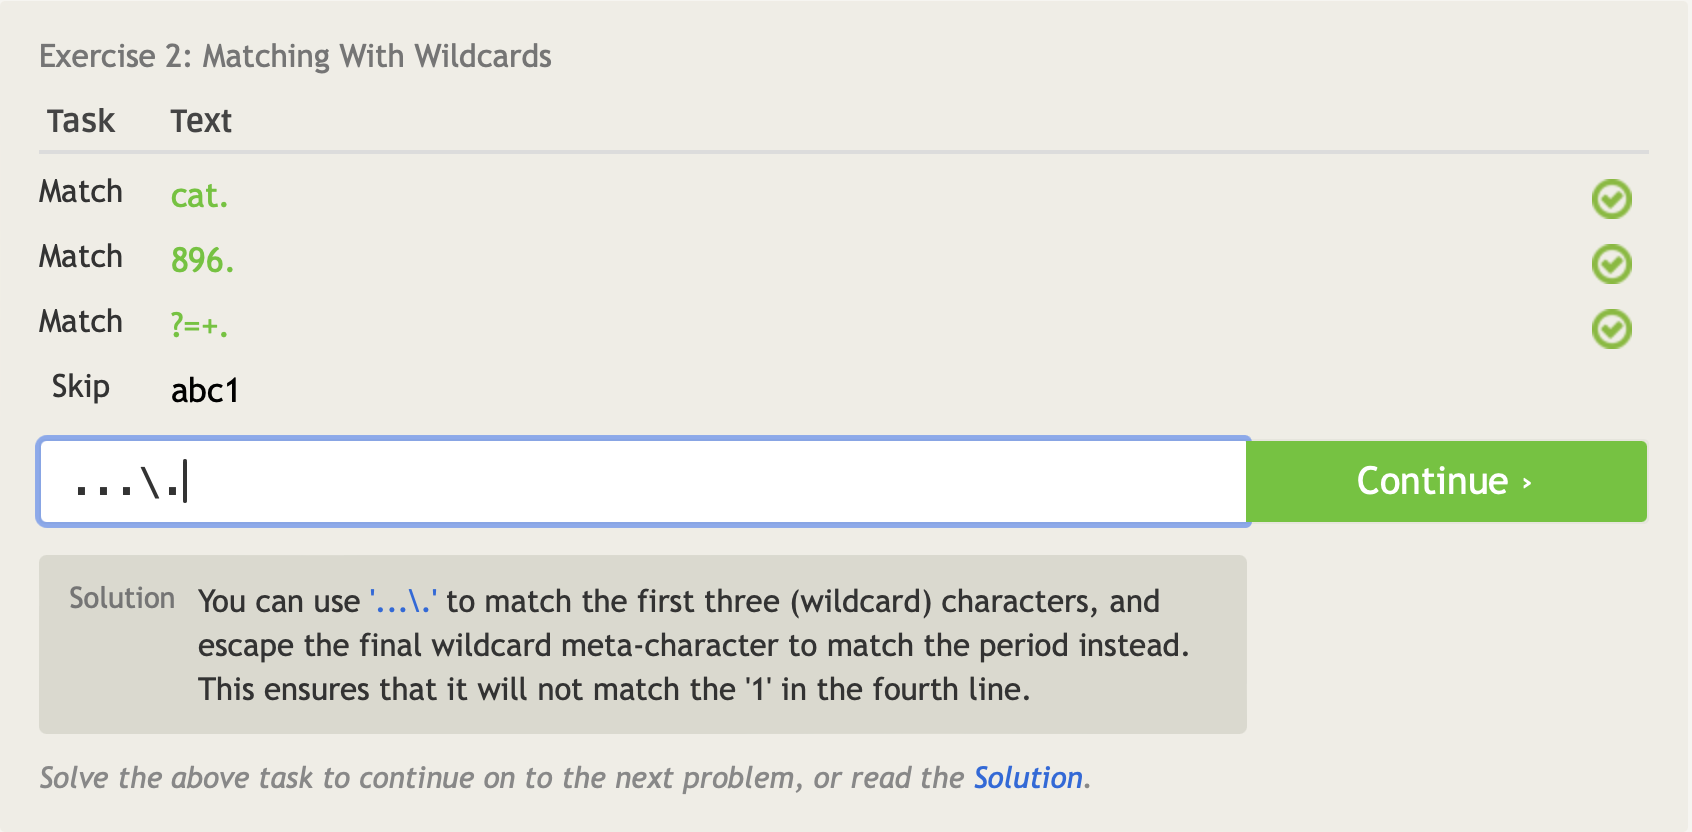 Exercise 2: Matching With Wildcards
Task Text
Match cat.
Match 896.
Match ?=+.
Skip abc1
...\.
Continue ›
Solution You can use '...\.' to match the first three (wildcard) characters, and
escape the final wildcard meta-character to match the period instead.
This ensures that it will not match the '1' in the fourth line.
Solve the above task to continue on to the next problem, or read the Solution.